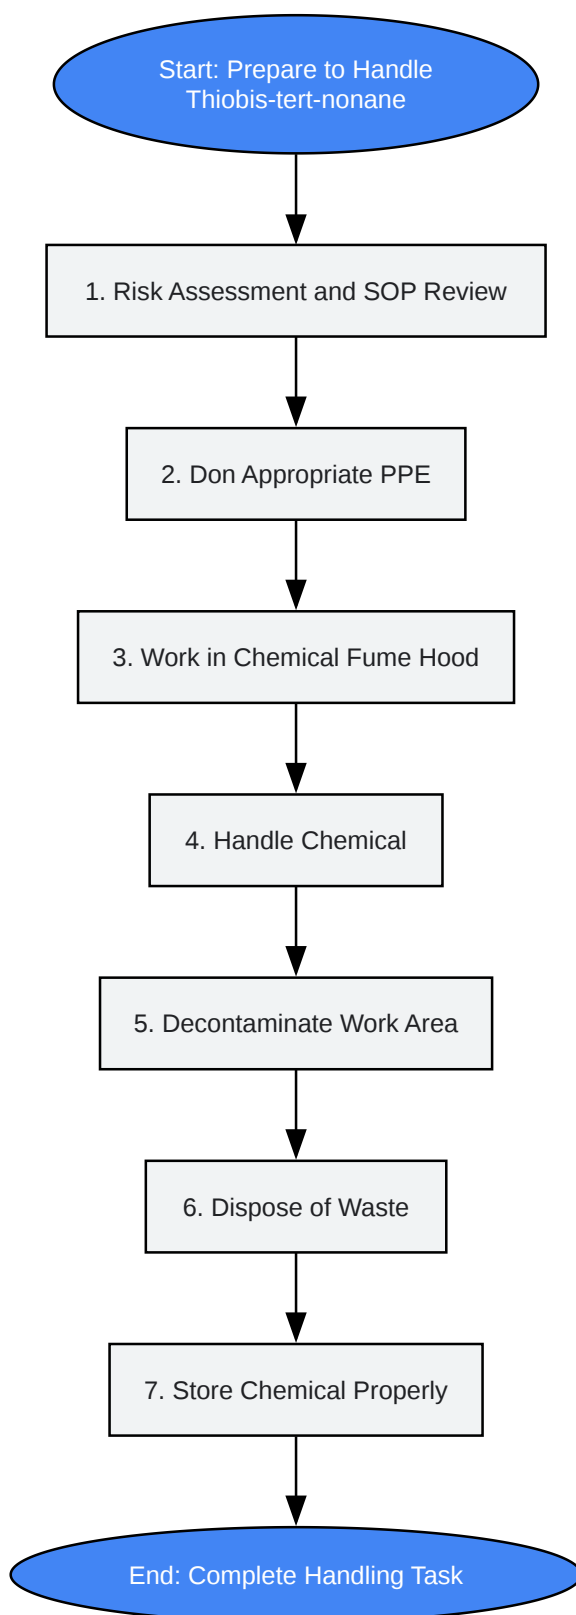 Start: Prepare to Handle
Thiobis-tert-nonane
1. Risk Assessment and SOP Review
2. Don Appropriate PPE
3. Work in Chemical Fume Hood
4. Handle Chemical
5. Decontaminate Work Area
6. Dispose of Waste
7. Store Chemical Properly
End: Complete Handling Task